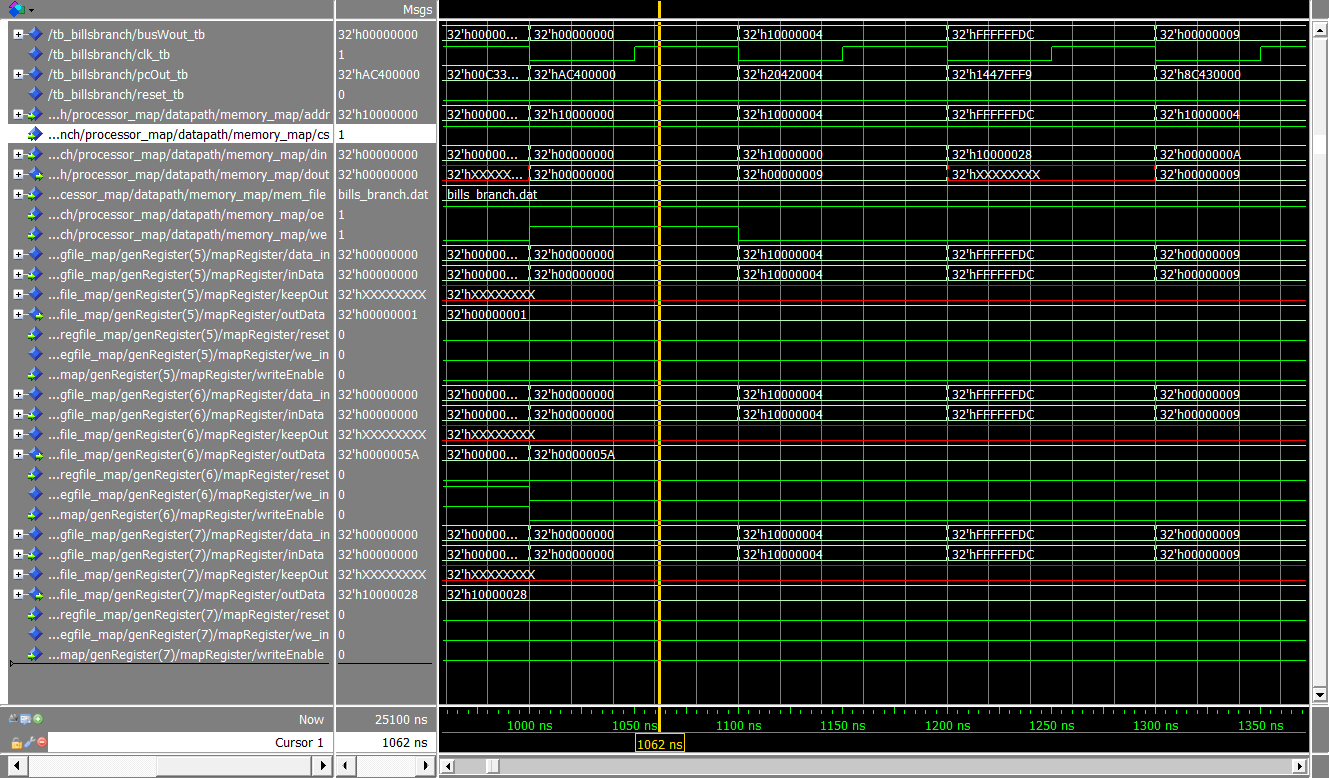 Msgs
/tb_billsbranch/busWout_tb 32'h00000000 32'h00000... 32'h00000000 32'h10000004 32'hFFFFFFDC 32'h00000009
/tb_billsbranch/clk_tb 1
/tb_billsbranch/pcOut_tb 32'hAC400000 32'h00C33... 32'hAC400000 32'h20420004 32'h1447FFF9 32'h8C430000
/tb_billsbranch/reset_tb 0
...h/processor_map/datapath/memory_map/addr 32'h10000000 32'h00000... 32'h10000000 32'h10000004 32'hFFFFFFDC 32'h10000004
...nch/processor_map/datapath/memory_map/cs 1
...ch/processor_map/datapath/memory_map/din 32'h00000000 32'h00000... 32'h00000000 32'h10000000 32'h10000028 32'h0000000A
...h/processor_map/datapath/memory_map/dout 32'h00000000 32'hXXXXX... 32'h00000000 32'h00000009 32'hXXXXXXXX 32'h00000009
...cessor_map/datapath/memory_map/mem_file bills_branch.dat bills_branch.dat
...ch/processor_map/datapath/memory_map/oe 1
...ch/processor_map/datapath/memory_map/we 1
...gfile_map/genRegister(5)/mapRegister/data_in 32'h00000000 32'h00000... 32'h00000000 32'h10000004 32'hFFFFFFDC 32'h00000009
...gfile_map/genRegister(5)/mapRegister/inData 32'h00000000 32'h00000... 32'h00000000 32'h10000004 32'hFFFFFFDC 32'h00000009
...file_map/genRegister(5)/mapRegister/keepOut 32'hXXXXXXXX 32'hXXXXXXXX
...file_map/genRegister(5)/mapRegister/outData 32'h00000001 32'h00000001
...regfile_map/genRegister(5)/mapRegister/reset 0
...egfile_map/genRegister(5)/mapRegister/we_in 0
...map/genRegister(5)/mapRegister/writeEnable 0
...gfile_map/genRegister(6)/mapRegister/data_in 32'h00000000 32'h00000... 32'h00000000 32'h10000004 32'hFFFFFFDC 32'h00000009
...gfile_map/genRegister(6)/mapRegister/inData 32'h00000000 32'h00000... 32'h00000000 32'h10000004 32'hFFFFFFDC 32'h00000009
...file_map/genRegister(6)/mapRegister/keepOut 32'hXXXXXXXX 32'hXXXXXXXX
...file_map/genRegister(6)/mapRegister/outData 32'h0000005A 32'h00000... 32'h0000005A
...regfile_map/genRegister(6)/mapRegister/reset 0
...egfile_map/genRegister(6)/mapRegister/we_in 0
...map/genRegister(6)/mapRegister/writeEnable 0
...gfile_map/genRegister(7)/mapRegister/data_in 32'h00000000 32'h00000... 32'h00000000 32'h10000004 32'hFFFFFFDC 32'h00000009
...gfile_map/genRegister(7)/mapRegister/inData 32'h00000000 32'h00000... 32'h00000000 32'h10000004 32'hFFFFFFDC 32'h00000009
...file_map/genRegister(7)/mapRegister/keepOut 32'hXXXXXXXX 32'hXXXXXXXX
...file_map/genRegister(7)/mapRegister/outData 32'h10000028 32'h10000028
...regfile_map/genRegister(7)/mapRegister/reset 0
...egfile_map/genRegister(7)/mapRegister/we_in 0
...map/genRegister(7)/mapRegister/writeEnable 0
Now 25100 ns 1000 ns 1050 ns 1100 ns 1150 ns 1200 ns 1250 ns 1300 ns 1350 ns
Cursor 1 1062 ns 1062 ns